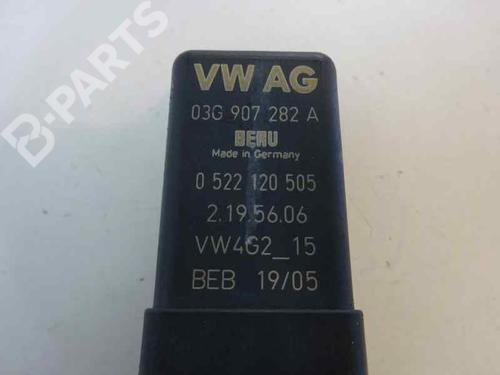 B-PARTS
VW AG
03G 907 282 A
BERU
Made in Germany
0 522 120 505
2.19.56.06
VW4G2_15
BEB 19/05